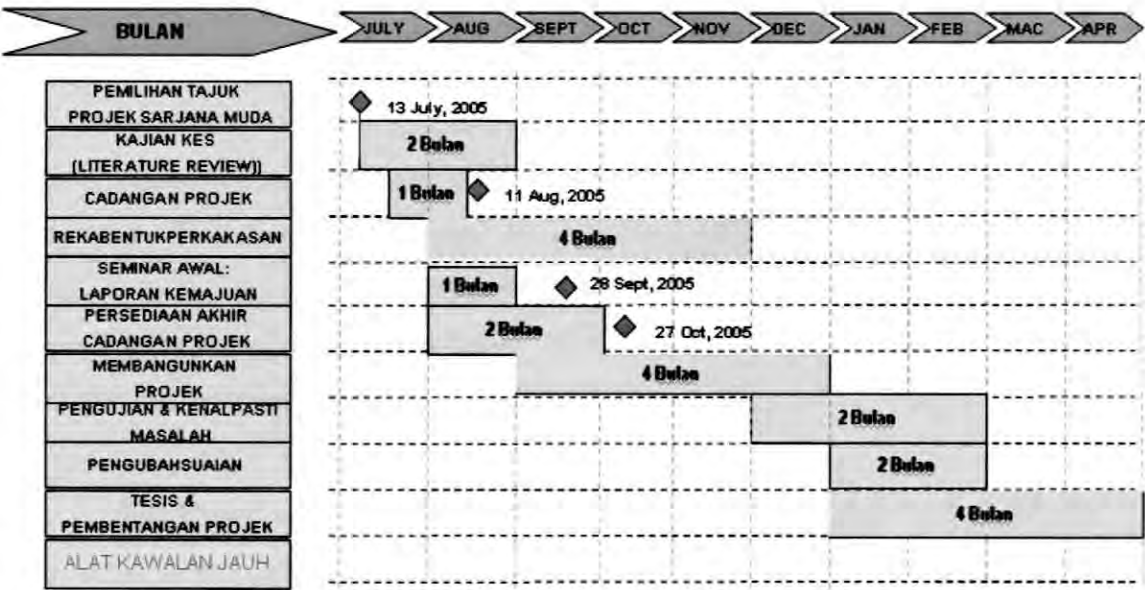 BULAN
JULY AUG SEPT OCT NOV DEC JAN FEB MAC APR
PEMILIHAN TAJUK
PROJEK SARJANA MUDA
13 July, 2005
KAJIAN KES
(LITERATURE REVIEW))
2 Bulan
CADANGAN PROJEK
1 Bulan
11 Aug, 2005
REKABENTUKPERKAKASAN
4 Bulan
SEMINAR AWAL:
LAPORAN KEMAJUAN
1 Bulan
28 Sept, 2005
PERSEDIAAN AKHIR
CADANGAN PROJEK
2 Bulan
27 Oct, 2005
MEMBANGUNKAN
PROJEK
4 Bulan
PENGUJIAN & KENALPASTI
MASALAH
2 Bulan
PENGUBAHSUAIAN
2 Bulan
TESIS &
PEMBENTANGAN PROJEK
4 Bulan
ALAT KAWALAN JAUH